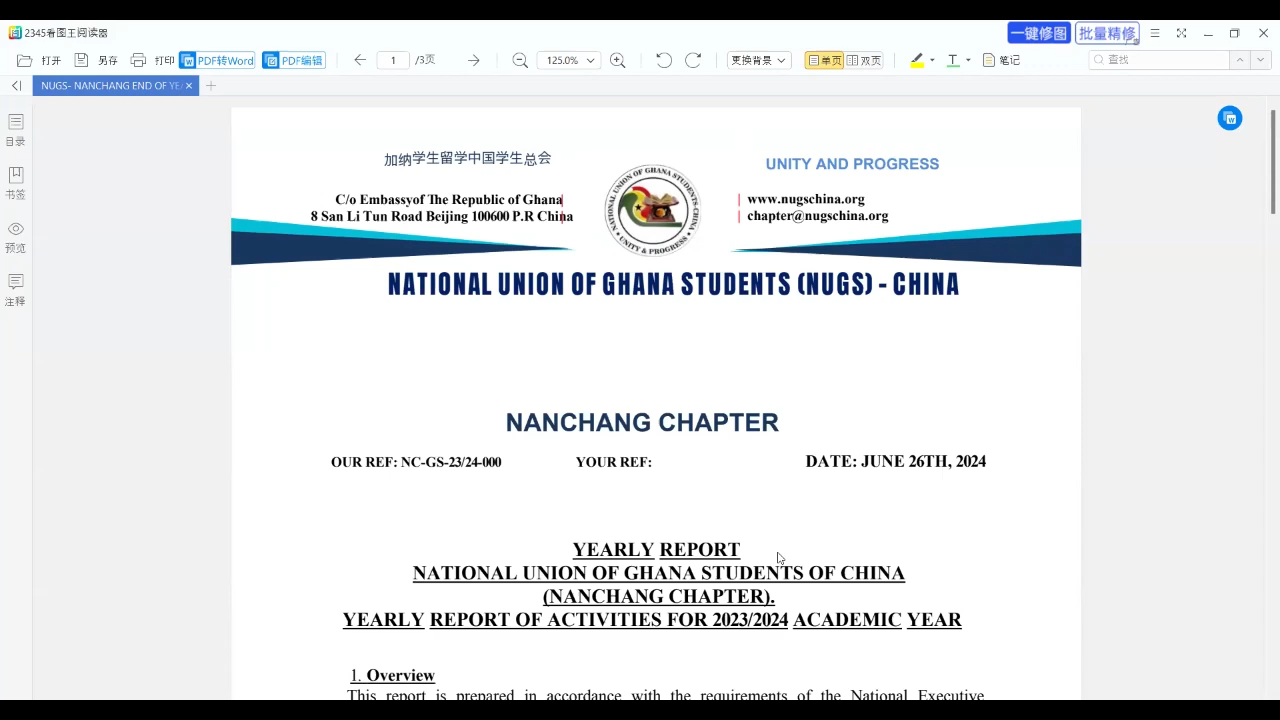 2345看图王阅读器
一键修图 批量精修
打开 另存 打印 PDF转Word PDF编辑 1 /3页 125.0% 更换背景 单页 双页 T 笔记 查找
NUGS- NANCHANG END OF YE
目录
书签
预览
注释
加纳学生留学中国学生总会
UNITY AND PROGRESS
C/o Embassyof The Republic of Ghana
8 San Li Tun Road Beijing 100600 P.R China
NATIONAL UNION OF GHANA STUDENTS-CHINA
UNITY & PROGRESS
www.nugschina.org
chapter@nugschina.org
NATIONAL UNION OF GHANA STUDENTS (NUGS) - CHINA
NANCHANG CHAPTER
OUR REF: NC-GS-23/24-000 YOUR REF: DATE: JUNE 26TH, 2024
YEARLY REPORT
NATIONAL UNION OF GHANA STUDENTS OF CHINA
(NANCHANG CHAPTER).
YEARLY REPORT OF ACTIVITIES FOR 2023/2024 ACADEMIC YEAR
1. Overview
This report is prepared in accordance with the requirements of the National Executive